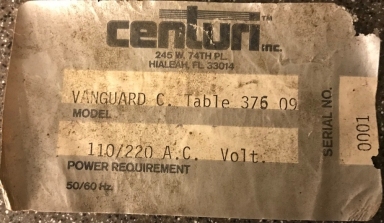 centuri™ inc.
245 W. 74TH PL.
HIALEAH, FL 33014
VANGUARD C. Table 376 09
MODEL
110/220 A.C. Volt.
POWER REQUIREMENT
50/60 Hz.
SERIAL NO.
0001